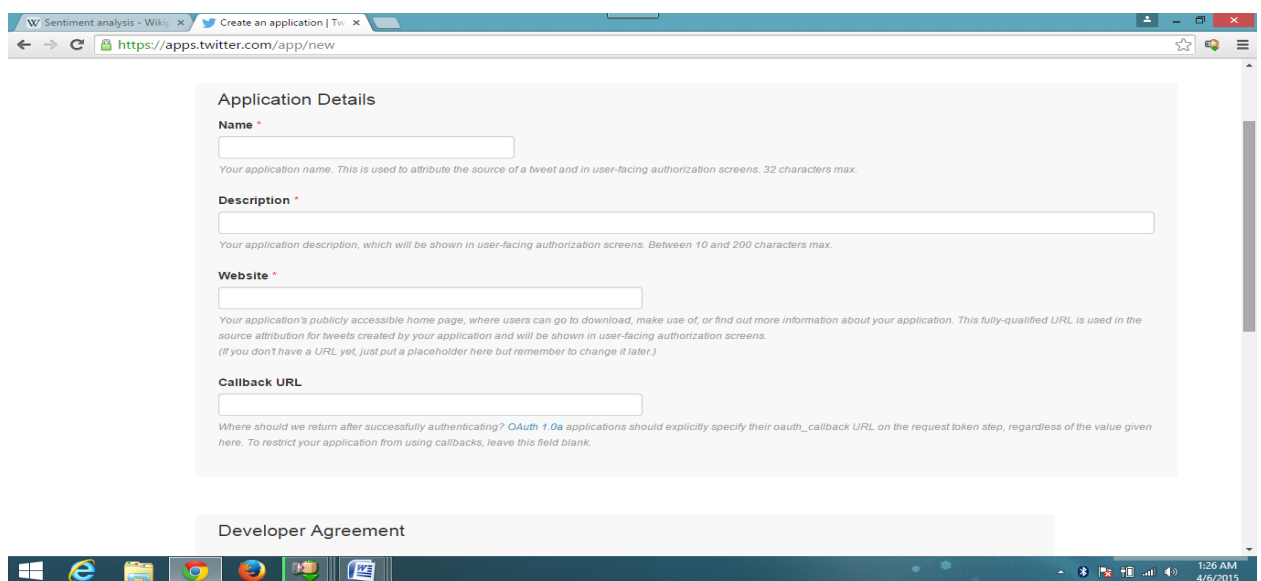 Sentiment analysis - Wikip
Create an application | Tw
https://apps.twitter.com/app/new
Application Details
Name *
Your application name. This is used to attribute the source of a tweet and in user-facing authorization screens. 32 characters max.
Description *
Your application description, which will be shown in user-facing authorization screens. Between 10 and 200 characters max.
Website *
Your application's publicly accessible home page, where users can go to download, make use of, or find out more information about your application. This fully-qualified URL is used in the
source attribution for tweets created by your application and will be shown in user-facing authorization screens.
(If you don't have a URL yet, just put a placeholder here but remember to change it later.)
Callback URL
Where should we return after successfully authenticating? OAuth 1.0a applications should explicitly specify their oauth_callback URL on the request token step, regardless of the value given
here. To restrict your application from using callbacks, leave this field blank.
Developer Agreement
1:26 AM
4/6/2015